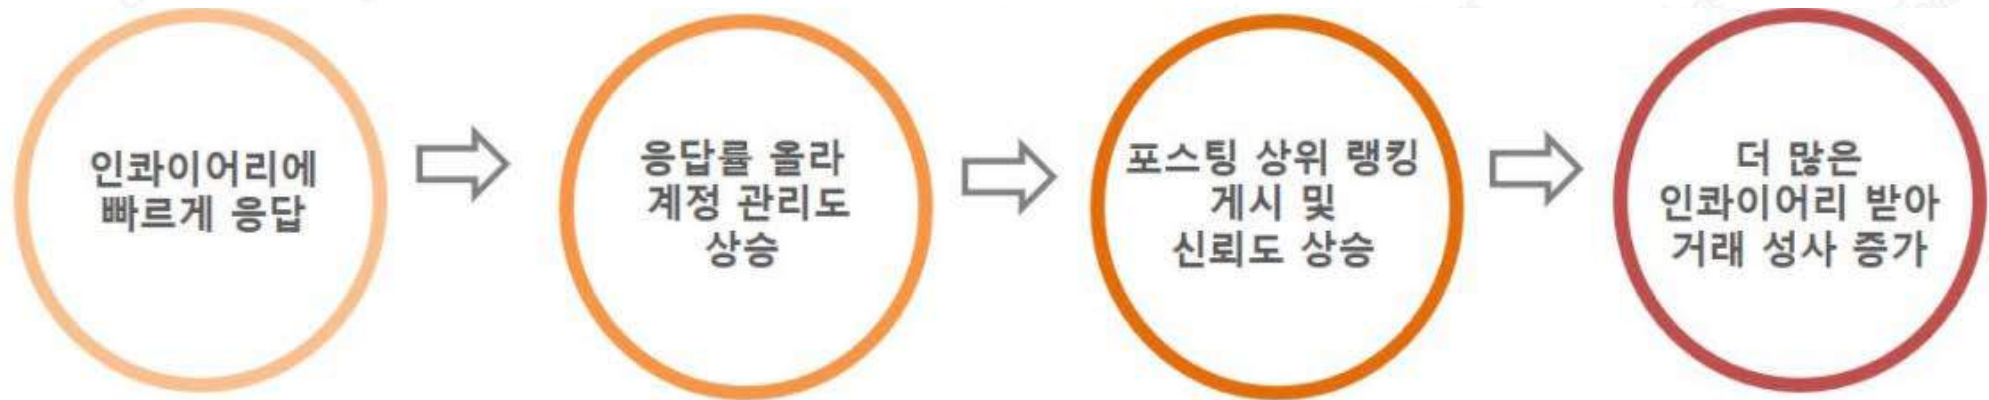 인콰이어리에
빠르게 응답
응답률 올라
계정 관리도
상승
포스팅 상위 랭킹
게시 및
신뢰도 상승
더 많은
인콰이어리 받아
거래 성사 증가